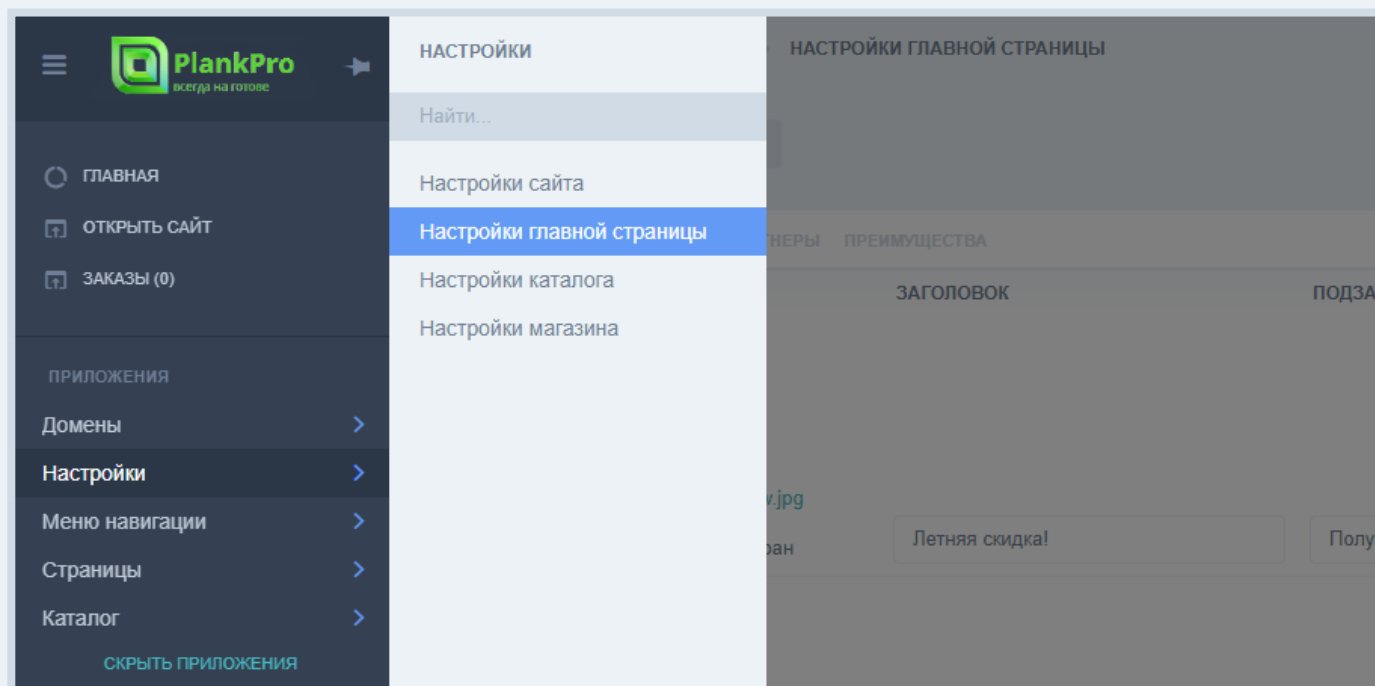 PlankPro
всегда на готове
ГЛАВНАЯ
ОТКРЫТЬ САЙТ
ЗАКАЗЫ (0)
ПРИЛОЖЕНИЯ
Домены
Настройки
Меню навигации
Страницы
Каталог
СКРЫТЬ ПРИЛОЖЕНИЯ
НАСТРОЙКИ
Найти...
Настройки сайта
Настройки главной страницы
Настройки каталога
Настройки магазина
НАСТРОЙКИ ГЛАВНОЙ СТРАНИЦЫ
ПРЕИМУЩЕСТВА
ЗАГОЛОВОК
.jpg
Летняя скидка!